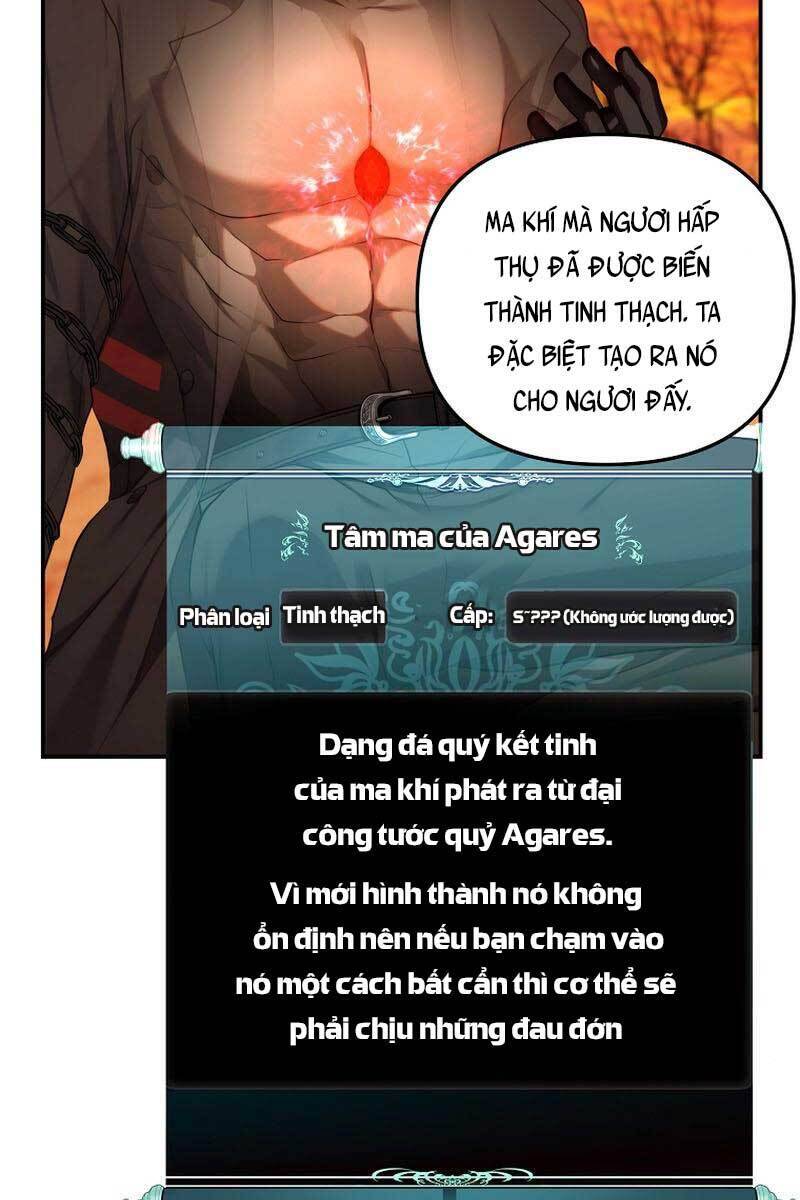 MA KHÍ MÀ NGƯƠI HẤP
THỤ ĐÃ ĐƯỢC BIẾN
THÀNH TINH THẠCH. TA
ĐẶC BIỆT TẠO RA NÓ
CHO NGƯƠI ĐẤY.
Tâm ma của Agares
Phân loại Tinh thạch Cấp: S~??? (Không ước lượng được)
Dạng đá quý kết tinh
của ma khí phát ra từ đại
công tước quỷ Agares.
Vì mới hình thành nó không
ổn định nên nếu bạn chạm vào
nó một cách bất cẩn thì cơ thể sẽ
phải chịu những đau đớn